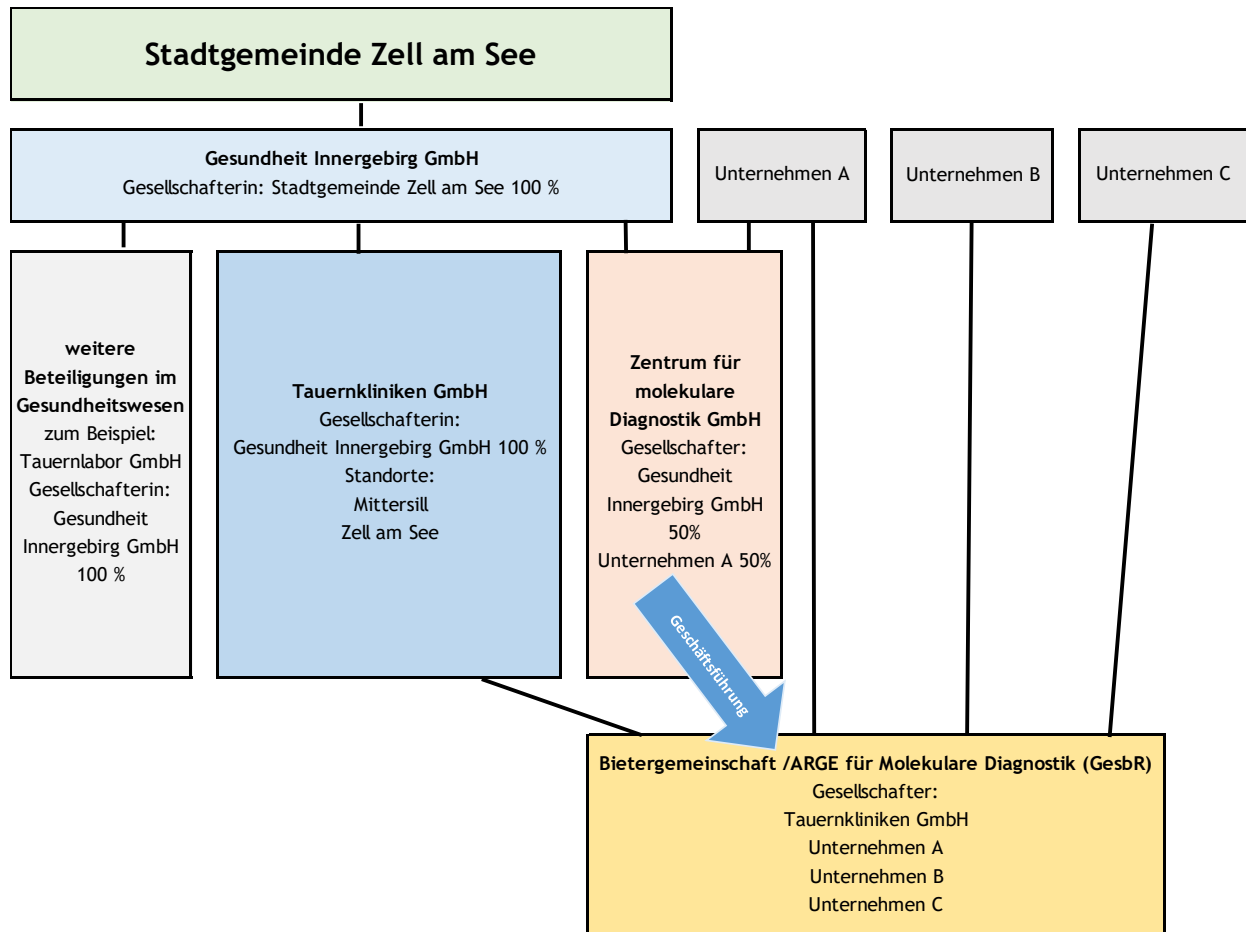 Stadtgemeinde Zell am See
Gesundheit Innergebirg GmbH
Gesellschafterin: Stadtgemeinde Zell am See 100 %
Unternehmen A
Unternehmen B
Unternehmen C
weitere
Beteiligungen im
Gesundheitswesen
zum Beispiel:
Tauernlabor GmbH
Gesellschafterin:
Gesundheit
Innergebirg GmbH
100 %
Tauernkliniken GmbH
Gesellschafterin:
Gesundheit Innergebirg GmbH 100 %
Standorte:
Mittersill
Zell am See
Zentrum für
molekulare
Diagnostik GmbH
Gesellschafter:
Gesundheit
Innergebirg GmbH
50%
Unternehmen A 50%
Geschäftsführung
Bietergemeinschaft /ARGE für Molekulare Diagnostik (GesbR)
Gesellschafter:
Tauernkliniken GmbH
Unternehmen A
Unternehmen B
Unternehmen C